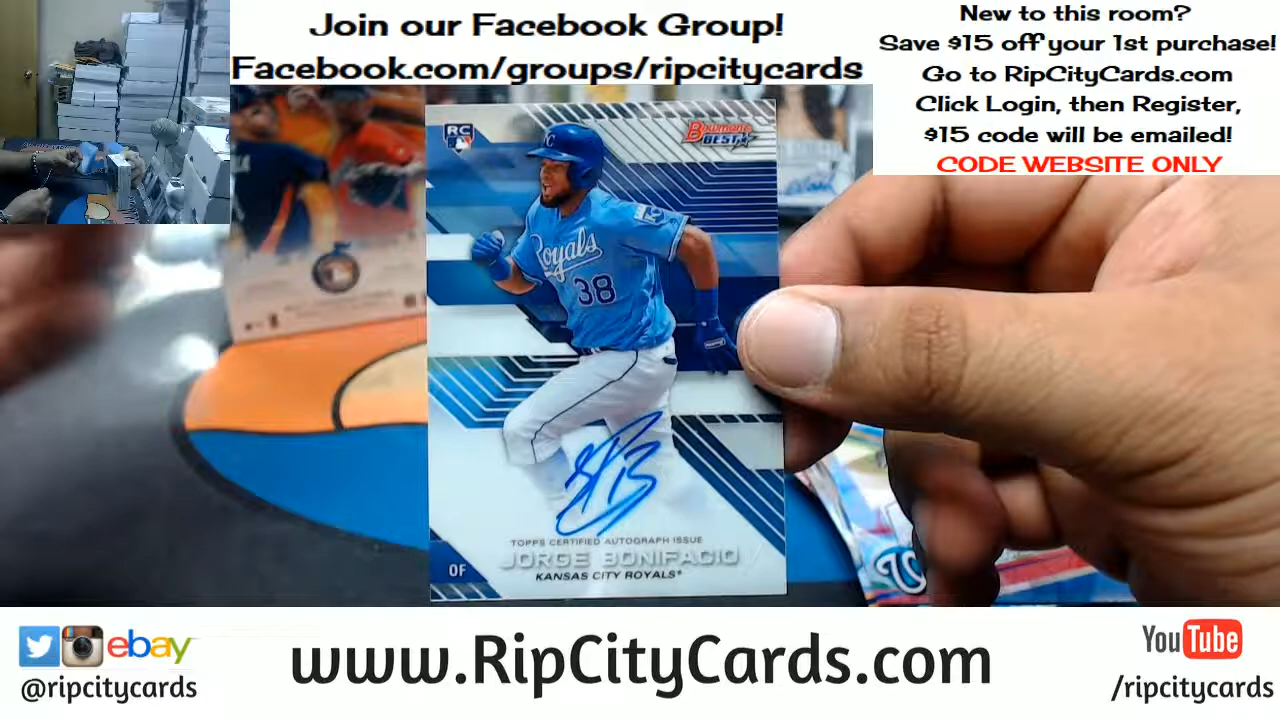 Join our Facebook Group!
Facebook.com/groups/ripcitycards
New to this room?
Save $15 off your 1st purchase!
Go to RipCityCards.com
Click Login, then Register,
$15 code will be emailed!
CODE WEBSITE ONLY
RC
Bowman's
BEST
KC
Royals
38
TOPPS CERTIFIED AUTOGRAPH ISSUE
JORGE BONIFACIO
OF
KANSAS CITY ROYALS
ebay
@ripcitycards
www.RipCityCards.com
YouTube
/ripcitycards